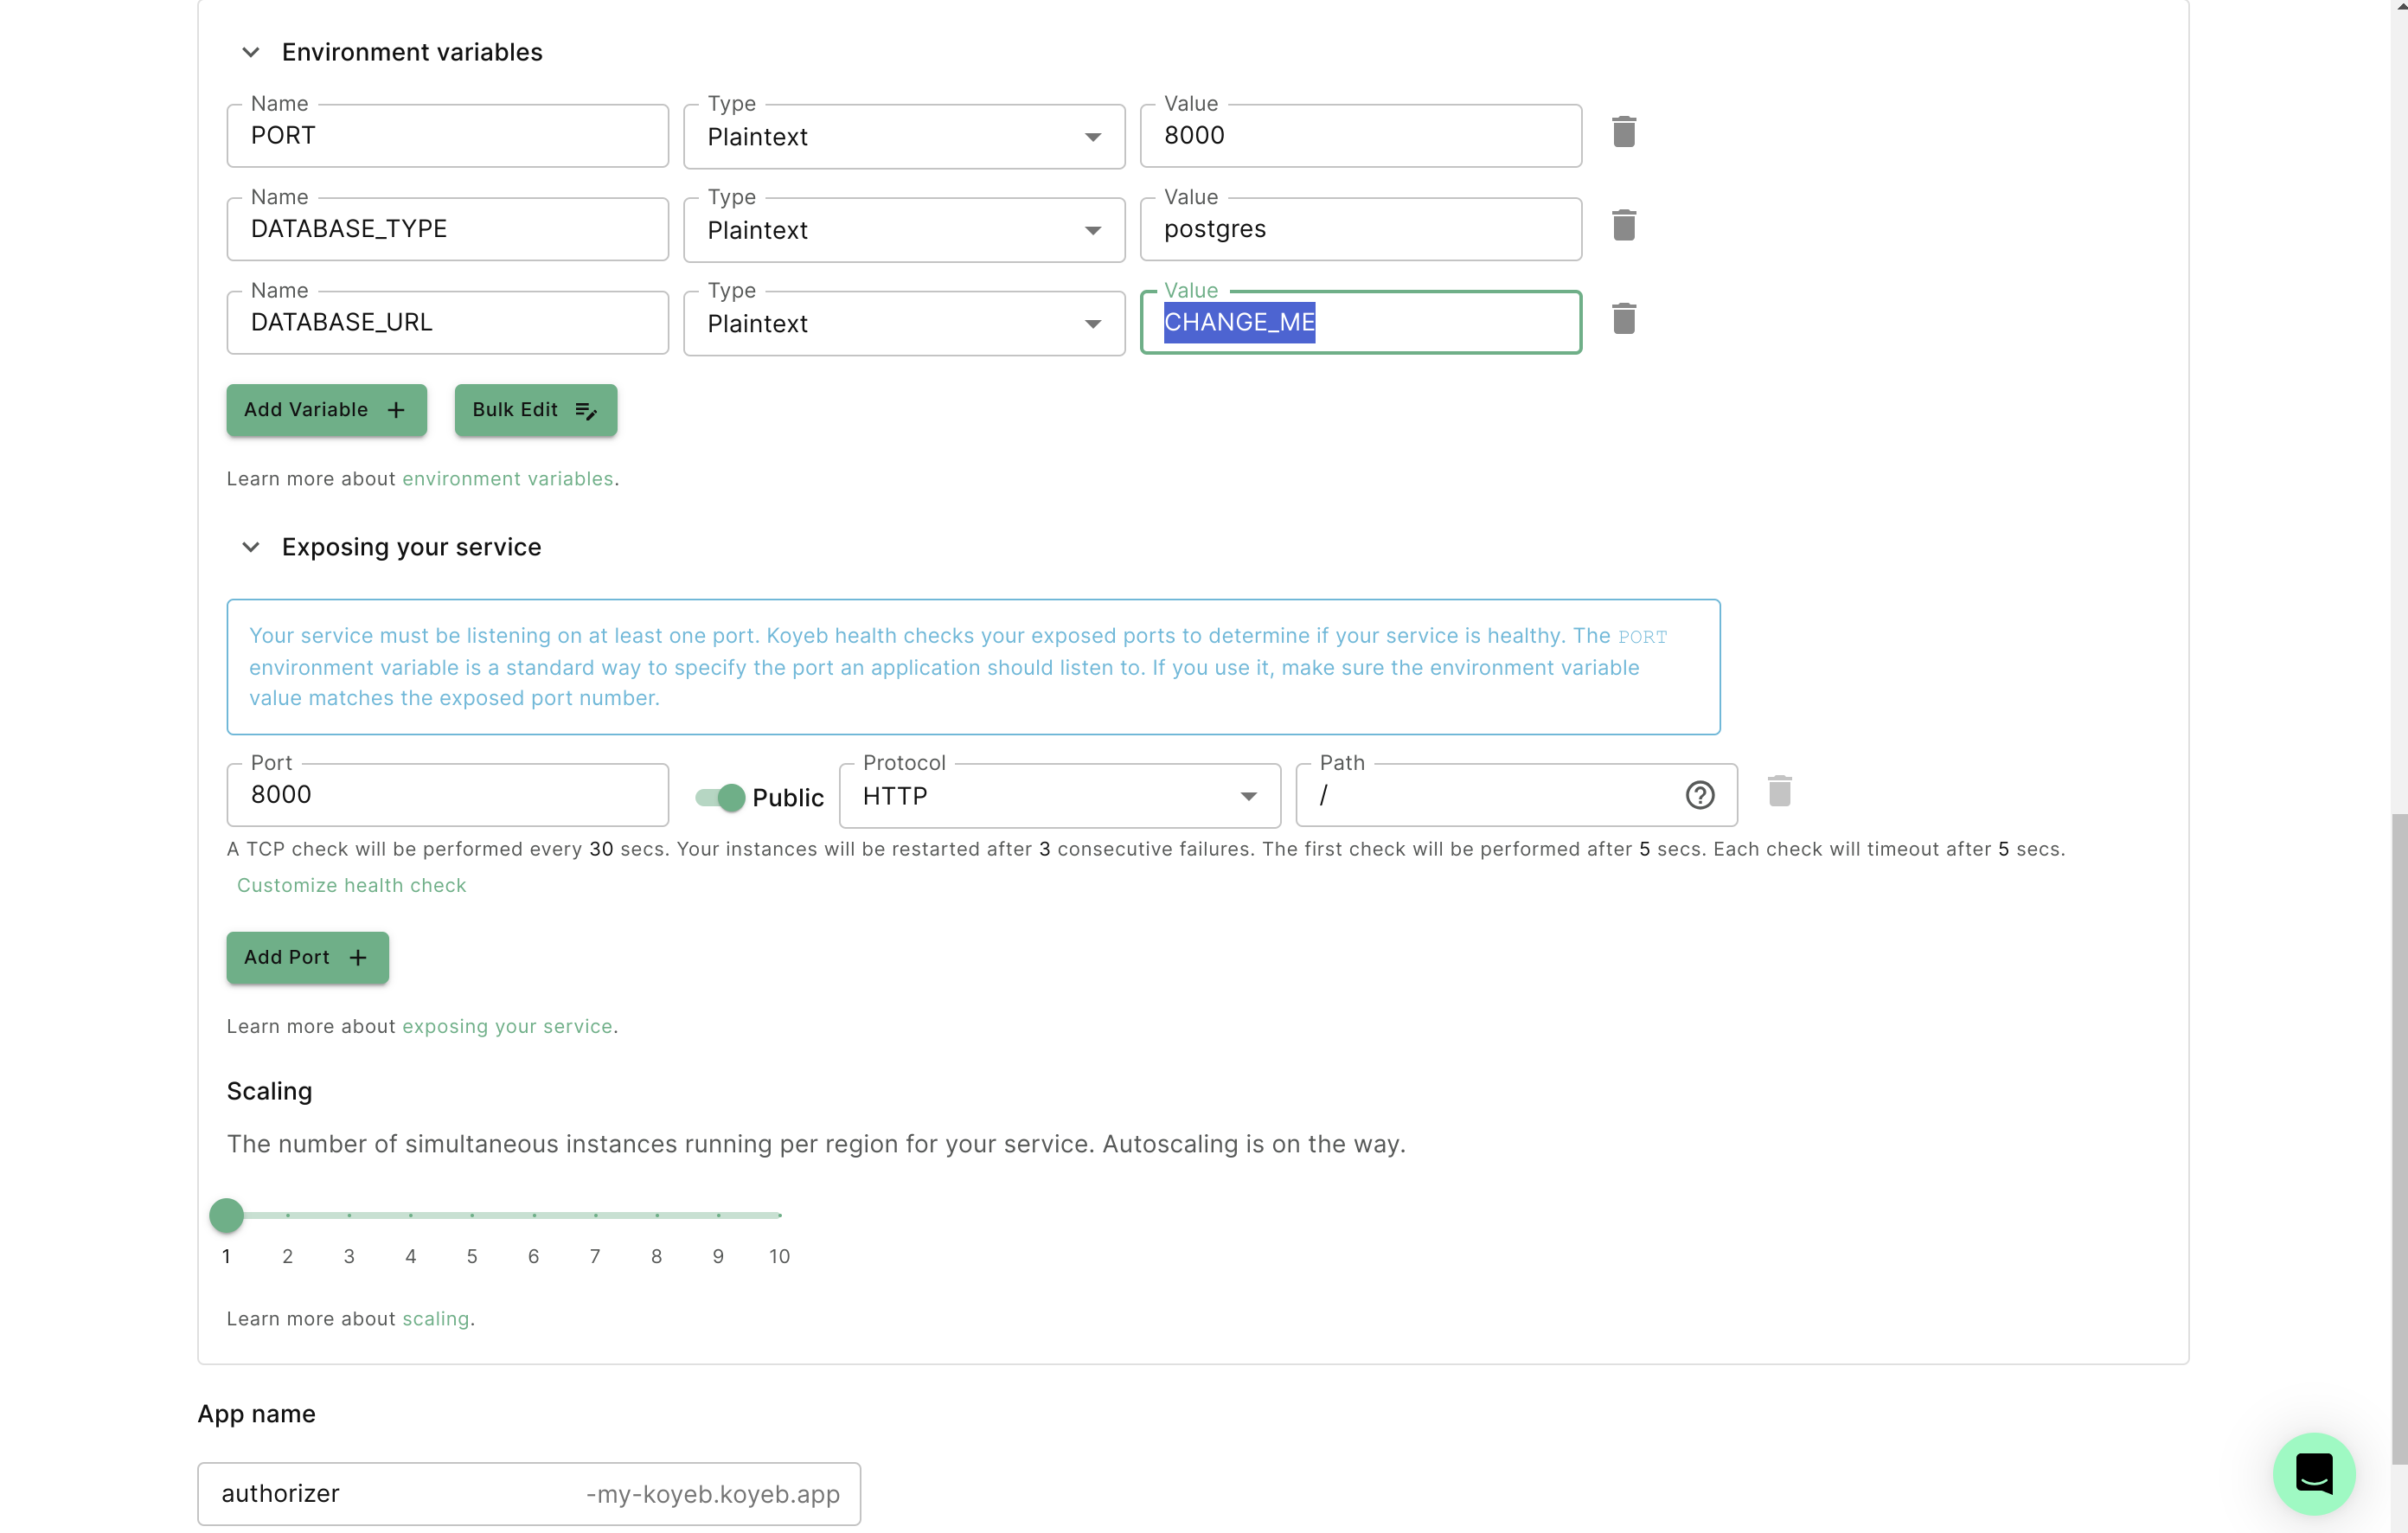 Environment variables
Name Type Value
PORT Plaintext 8000
Name Type Value
DATABASE_TYPE Plaintext postgres
Name Type Value
DATABASE_URL Plaintext CHANGE_ME
Add Variable + Bulk Edit
Learn more about environment variables.
Exposing your service
Your service must be listening on at least one port. Koyeb health checks your exposed ports to determine if your service is healthy. The PORT
environment variable is a standard way to specify the port an application should listen to. If you use it, make sure the environment variable
value matches the exposed port number.
Port Protocol Path
8000 Public HTTP /
A TCP check will be performed every 30 secs. Your instances will be restarted after 3 consecutive failures. The first check will be performed after 5 secs. Each check will timeout after 5 secs.
Customize health check
Add Port +
Learn more about exposing your service.
Scaling
The number of simultaneous instances running per region for your service. Autoscaling is on the way.
1 2 3 4 5 6 7 8 9 10
Learn more about scaling.
App name
authorizer -my-koyeb.koyeb.app